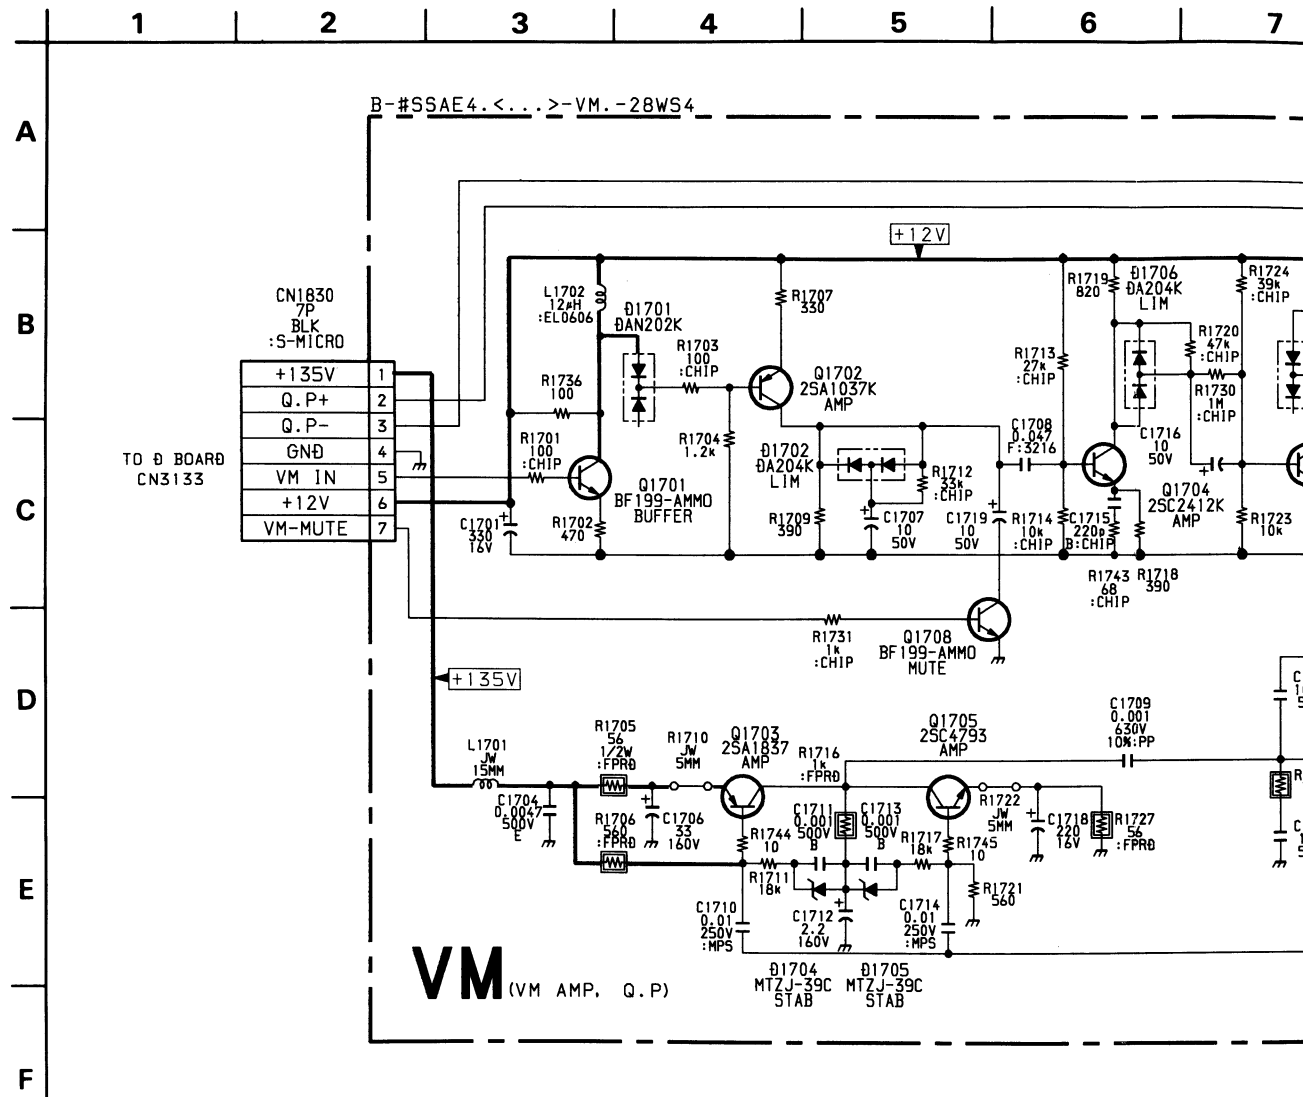 1 2 3 4 5 6 7
A
B-#SSAE4.<...>-VM.-28WS4
+12V
B
CN1830
7P
BLK
:S-MICRO
+135V 1
Q.P+ 2
Q.P- 3
GND 4
VM IN 5
+12V 6
VM-MUTE 7
TO D BOARD
CN3133
L1702
12µH
:EL0606
D1701
DAN202K
R1703
100
:CHIP
R1736
100
R1701
100
:CHIP
Q1701
BF199-AMMO
BUFFER
C1701
330
16V
R1702
470
R1704
1.2k
R1707
330
Q1702
2SA1037K
AMP
D1702
DA204K
LIM
R1709
390
C1707
10
50V
R1712
33k
:CHIP
C1719
10
50V
C1708
0.047
F:3216
R1713
27k
:CHIP
R1714
10k
:CHIP
R1719
820
D1706
DA204K
LIM
R1724
39k
:CHIP
R1720
47k
:CHIP
R1730
1M
:CHIP
C1716
10
50V
Q1704
2SC2412K
AMP
C1715
220p
B:CHIP
R1743
68
:CHIP
R1718
390
R1723
10k
C
R1731
1k
:CHIP
Q1708
BF199-AMMO
MUTE
D
+135V
L1701
JW
15MM
R1705
56
1/2W
:FPRD
R1710
JW
5MM
Q1703
2SA1837
AMP
R1716
1k
:FPRD
Q1705
2SC4793
AMP
C1709
0.001
630V
10%:PP
C1704
0.0047
500V
E
R1706
560
:FPRD
C1706
33
160V
R1744
10
R1711
18k
C1711
0.001
500V
B
C1713
0.001
500V
B
R1717
18k
R1745
10
R1722
JW
5MM
C1718
220
16V
R1727
56
:FPRD
R1721
560
E
C1710
0.01
250V
:MPS
C1712
2.2
160V
C1714
0.01
250V
:MPS
D1704
MTZJ-39C
STAB
D1705
MTZJ-39C
STAB
VM (VM AMP, Q.P)
F